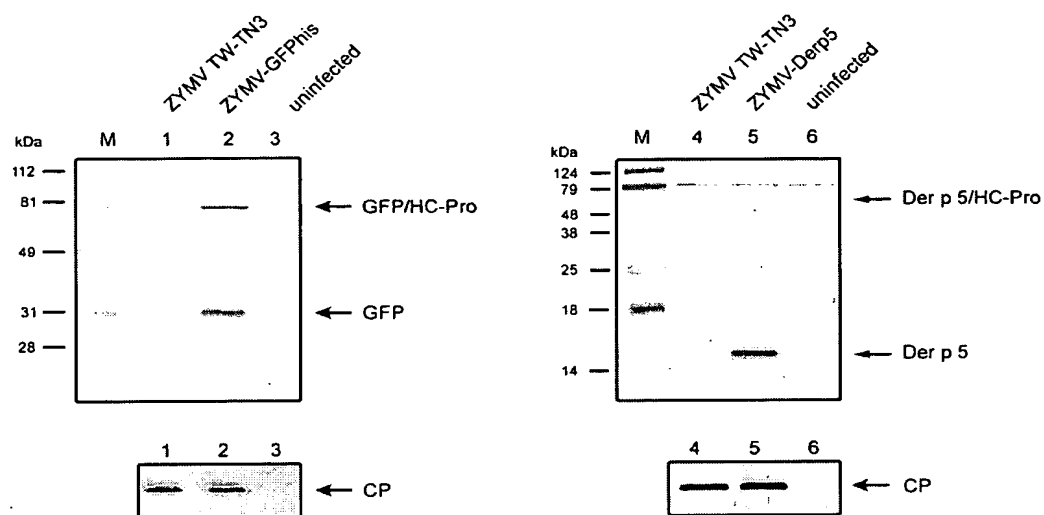 ZYMV TW-TN3
ZYMV-GFPhis
uninfected
kDa
M 1 2 3
112
81
49
31
28
GFP/HC-Pro
GFP
1 2 3
CP
ZYMV TW-TN3
ZYMV-Derp5
uninfected
kDa
M 4 5 6
124
79
48
38
25
18
14
Der p 5/HC-Pro
Der p 5
4 5 6
CP